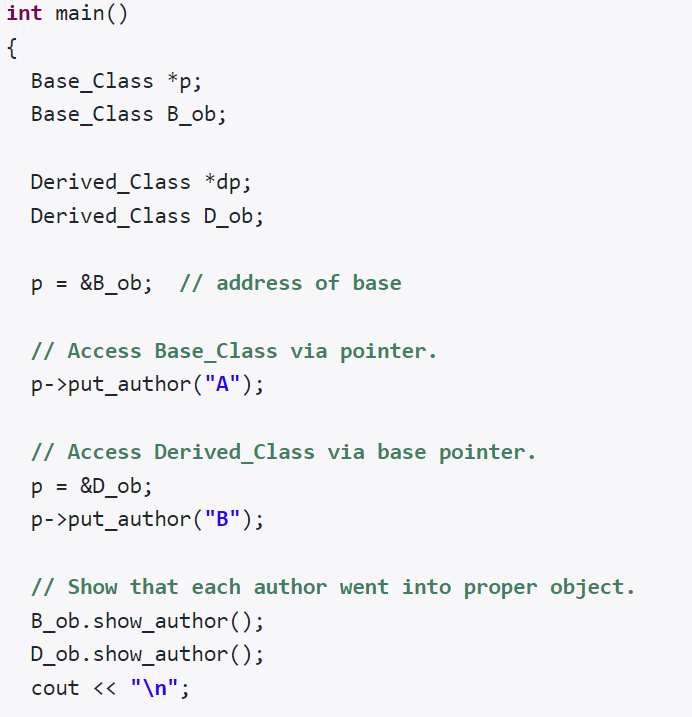 int main()
{
  Base_Class *p;
  Base_Class B_ob;

  Derived_Class *dp;
  Derived_Class D_ob;

  p = &B_ob;  // address of base

  // Access Base_Class via pointer.
  p->put_author("A");

  // Access Derived_Class via base pointer.
  p = &D_ob;
  p->put_author("B");

  // Show that each author went into proper object.
  B_ob.show_author();
  D_ob.show_author();
  cout << "\n";